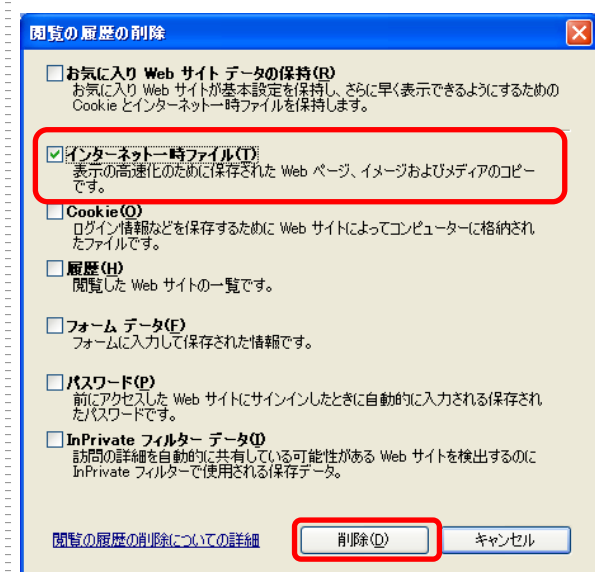 閲覧の履歴の削除
お気に入り Web サイト データの保持(R)
お気に入り Web サイトが基本設定を保持し、さらに早く表示できるようにするための
Cookie とインターネット一時ファイルを保持します。
インターネット一時ファイル(T)
表示の高速化のために保存された Web ページ、イメージおよびメディアのコピー
です。
Cookie(O)
ログイン情報などを保存するために Web サイトによってコンピューターに格納され
たファイルです。
履歴(H)
閲覧した Web サイトの一覧です。
フォーム データ(F)
フォームに入力して保存された情報です。
パスワード(P)
前にアクセスした Web サイトにサインインしたときに自動的に入力される保存され
たパスワードです。
InPrivate フィルター データ(I)
訪問の詳細を自動的に共有している可能性がある Web サイトを検出するのに
InPrivate フィルターで使用される保存データ。
閲覧の履歴の削除についての詳細
削除(D)
キャンセル